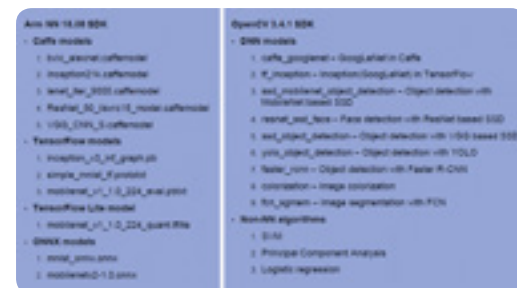 Arm NN 18.08 SDK
- Caffe models
1. bvlc_alexnet.caffemodel
2. inception21k.caffemodel
3. lenet_iter_9000.caffemodel
4. ResNet_50_ilsvrc15_model.caffemodel
5. VGG_CNN_S.caffemodel
- TensorFlow models
1. inception_v3_inf_graph.pb
2. simple_mnist_tf.prototxt
3. mobilenet_v1_1.0_224_eval.pbtxt
- TensorFlow Lite model
1. mobilenet_v1_1.0_224_quant.tflite
- ONNX models
1. mnist_onnx.onnx
2. mobilenetv2-1.0.onnx
OpenCV 3.4.1 SDK
- DNN models
1. caffe_googlenet – GoogLeNet in Caffe
2. tf_inception – Inception(GoogLeNet) in TensorFlow
3. ssd_mobilenet_object_detection – Object detection with
MobileNet based SSD
4. resnet_ssd_face – Face detection with ResNet based SSD
5. ssd_object_detection – Object detection with VGG based SSD
6. yolo_object_detection – Object detection with YOLO
7. faster_rcnn – Object detection with Faster R-CNN
8. colorization – Image colorization
9. fcn_segmem – Image segmentation with FCN
- Non-NN algorithms
1. SVM
2. Principal Component Analysis
3. Logistic regression